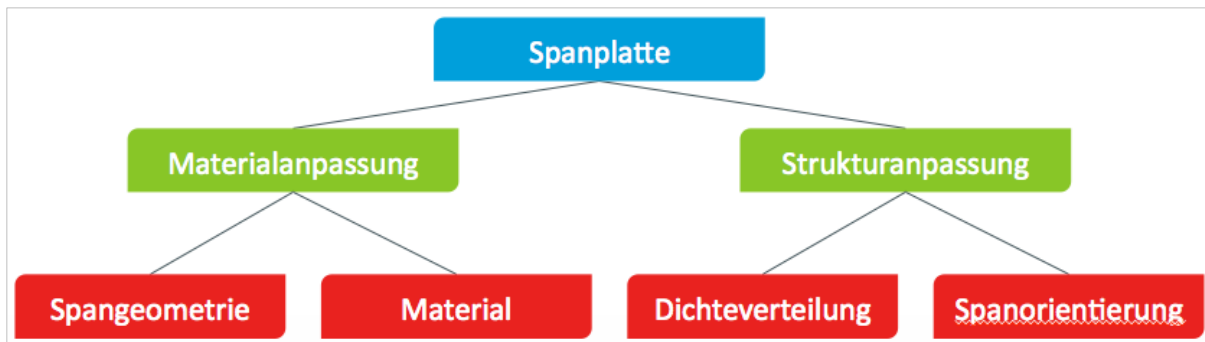 Spanplatte
Materialanpassung
Strukturanpassung
Spangeometrie
Material
Dichteverteilung
Spanorientierung